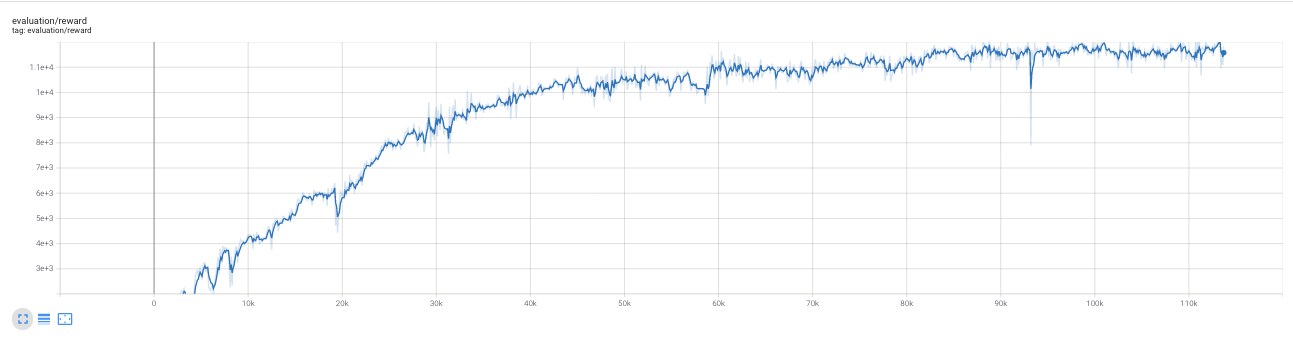 evaluation/reward
tag: evaluation/reward
1.1e+4
1e+4
9e+3
8e+3
7e+3
6e+3
5e+3
4e+3
3e+3
0 10k 20k 30k 40k 50k 60k 70k 80k 90k 100k 110k